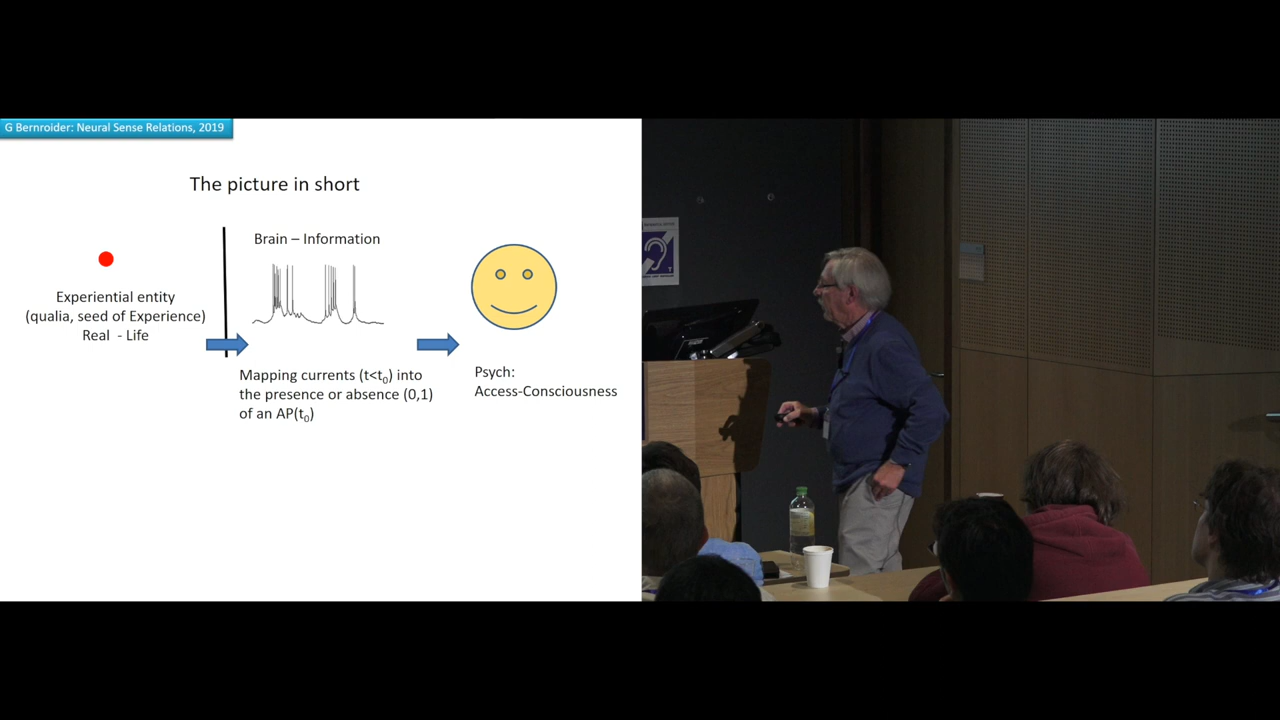 G Bernroider: Neural Sense Relations, 2019
The picture in short
Brain – Information
Experiential entity
(qualia, seed of Experience)
Real - Life
Mapping currents (t<t₀) into
the presence or absence (0,1)
of an AP(t₀)
Psych:
Access-Consciousness